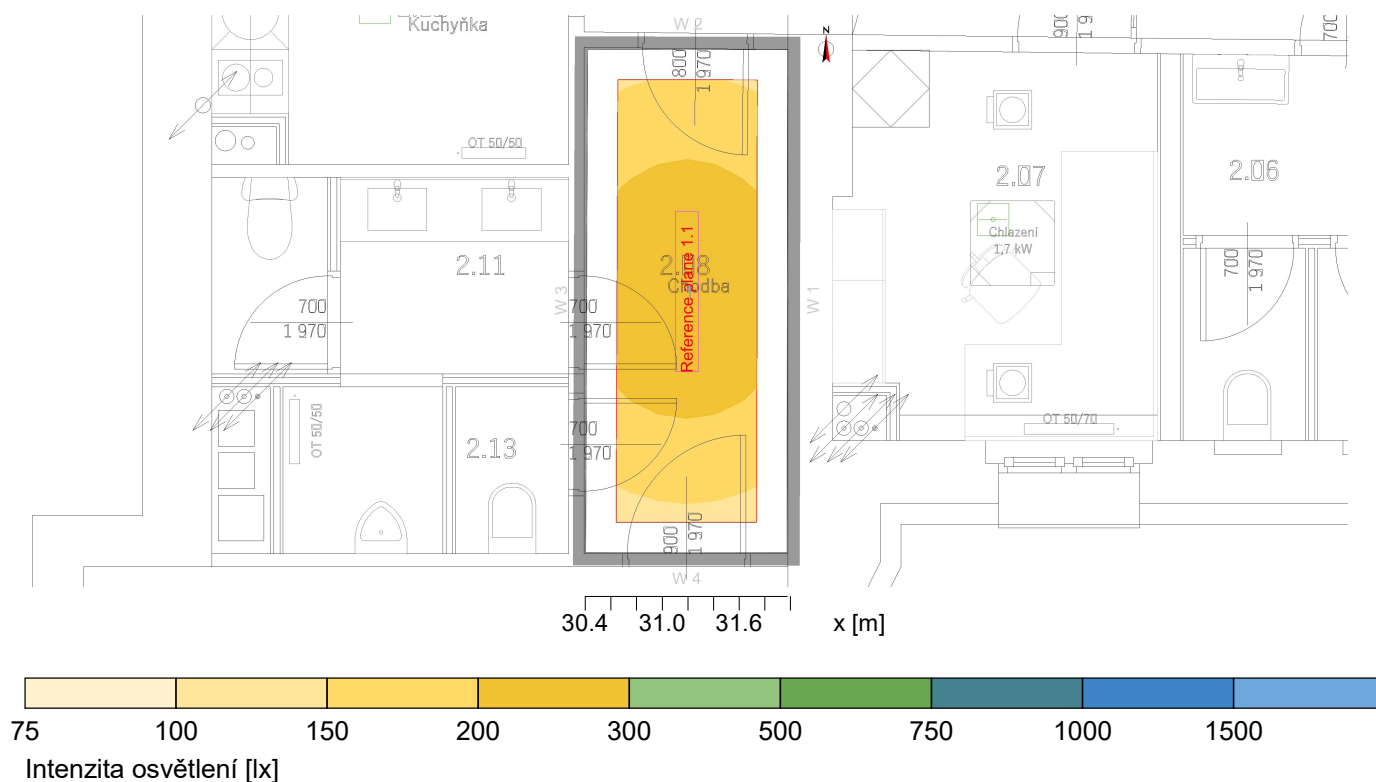 Kuchyňka
W 2
N
800
1 970
900
1 9
700
OT 50/50
2.07
2.06
Chlazení
1,7 kW
700
1 970
2.11
2.08
Chodba
Reference plane 1.1
W 3
W 1
700
1 970
700
1 970
OT 50/50
2.13
700
1 970
OT 50/70
900
1 970
W 4
30.4 31.0 31.6 x [m]
75 100 150 200 300 500 750 1000 1500
Intenzita osvětlení [lx]